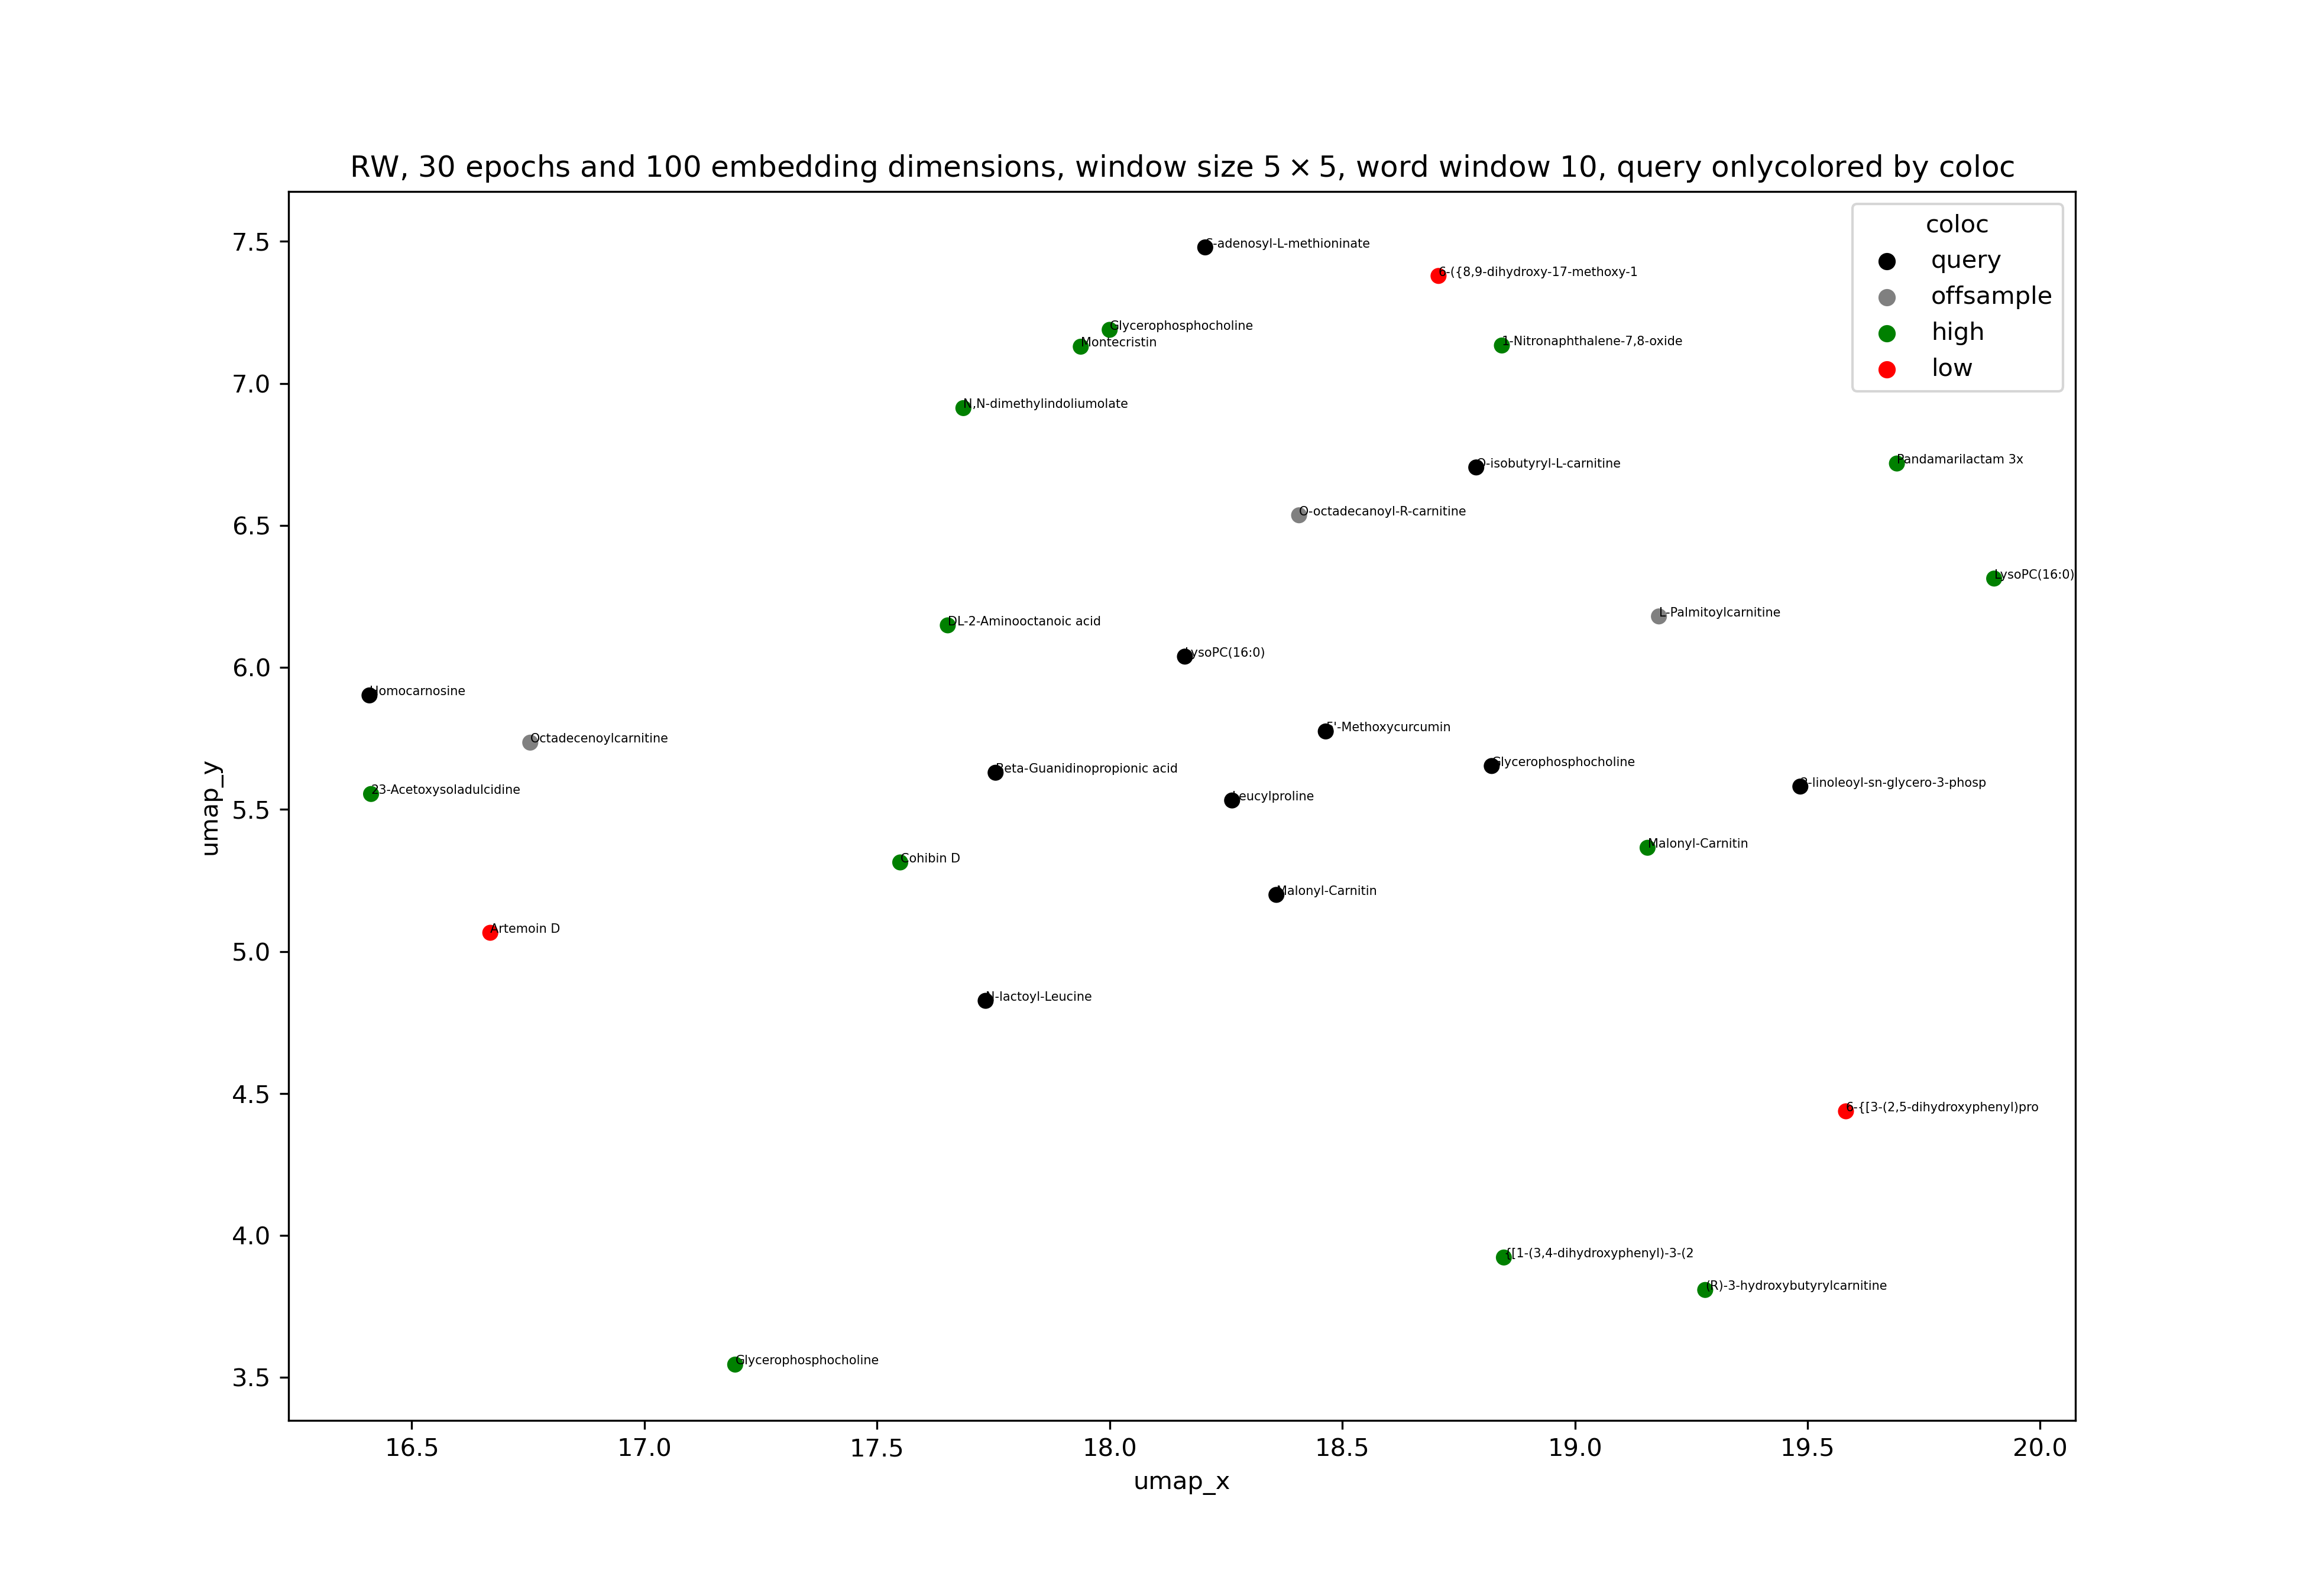 RW, 30 epochs and 100 embedding dimensions, window size 5 × 5, word window 10, query onlycolored by coloc
coloc
query
offsample
high
low
S-adenosyl-L-methioninate
6-({8,9-dihydroxy-17-methoxy-1
Glycerophosphocholine
Montecristin
1-Nitronaphthalene-7,8-oxide
N,N-dimethylindoliumolate
O-isobutyryl-L-carnitine
Pandamarilactam 3x
O-octadecanoyl-R-carnitine
LysoPC(16:0)
L-Palmitoylcarnitine
DL-2-Aminooctanoic acid
LysoPC(16:0)
Homocarnosine
Octadecenoylcarnitine
5'-Methoxycurcumin
Beta-Guanidinopropionic acid
Glycerophosphocholine
23-Acetoxysoladulcidine
Leucylproline
2-linoleoyl-sn-glycero-3-phosp
Cohibin D
Malonyl-Carnitin
Malonyl-Carnitin
Artemoin D
N-lactoyl-Leucine
6-{[3-(2,5-dihydroxyphenyl)pro
{[1-(3,4-dihydroxyphenyl)-3-(2
(R)-3-hydroxybutyrylcarnitine
Glycerophosphocholine
7.5
7.0
6.5
6.0
5.5
5.0
4.5
4.0
3.5
umap_y
16.5 17.0 17.5 18.0 18.5 19.0 19.5 20.0
umap_x